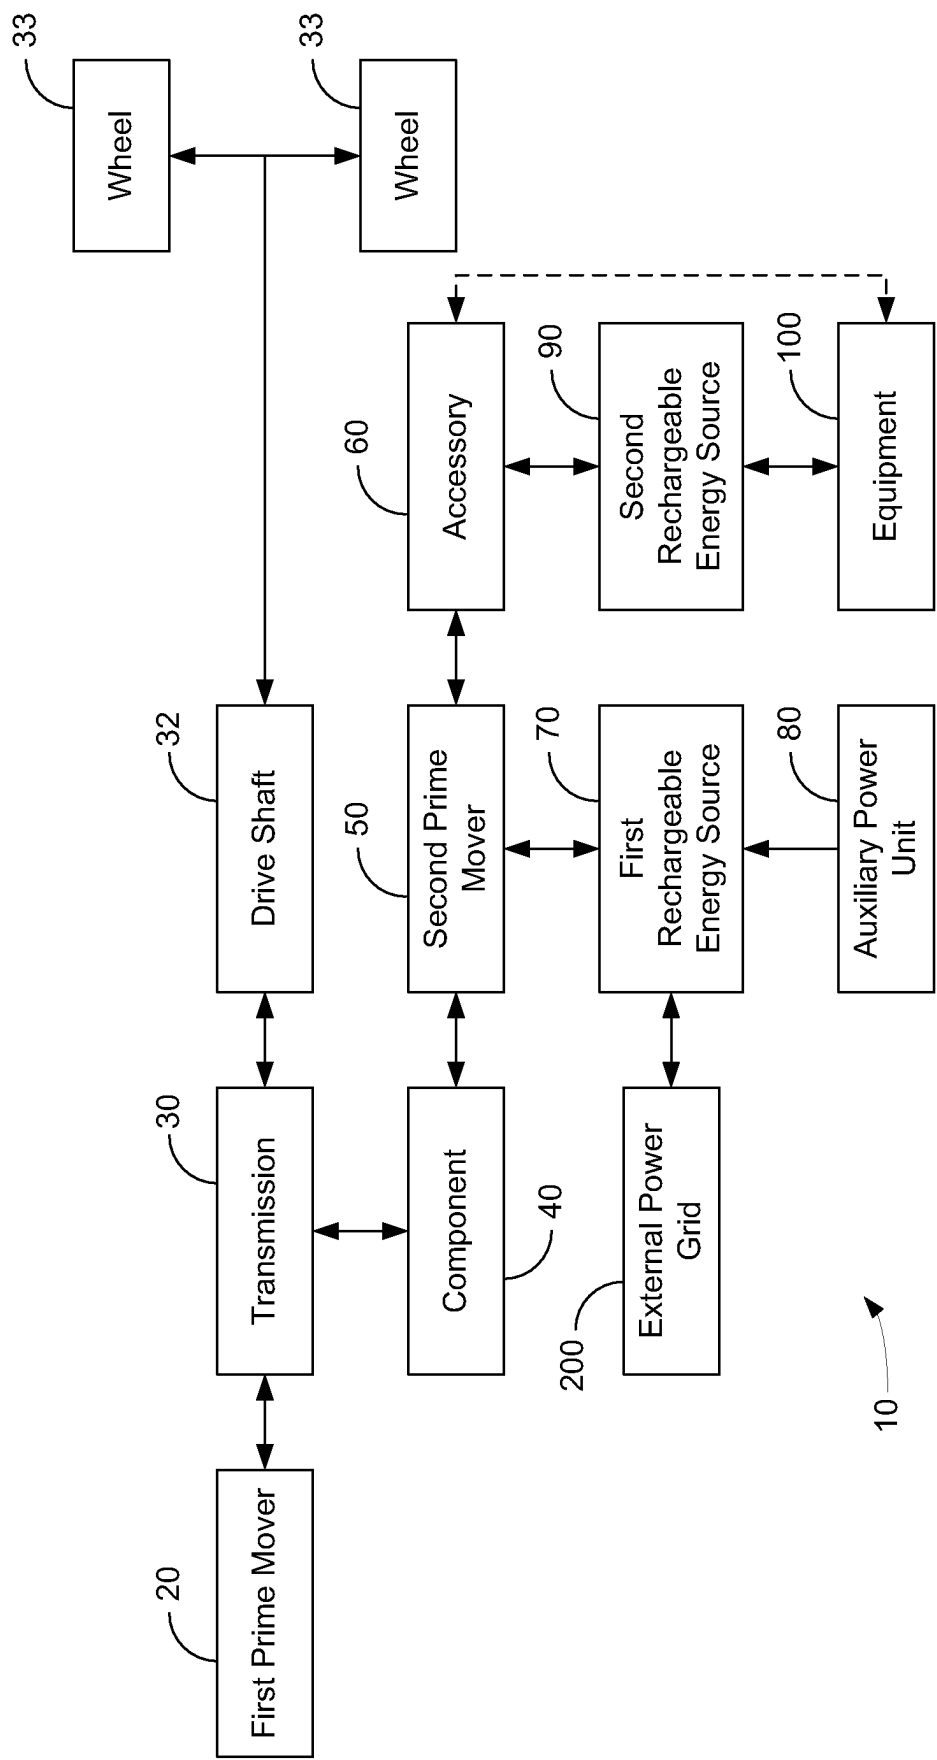 33
Wheel
33
Wheel
20
First Prime Mover
30
Transmission
32
Drive Shaft
Component
40
50
Second Prime
Mover
60
Accessory
200
External Power
Grid
70
First
Rechargeable
Energy Source
90
Second
Rechargeable
Energy Source
80
Auxiliary Power
Unit
100
Equipment
10